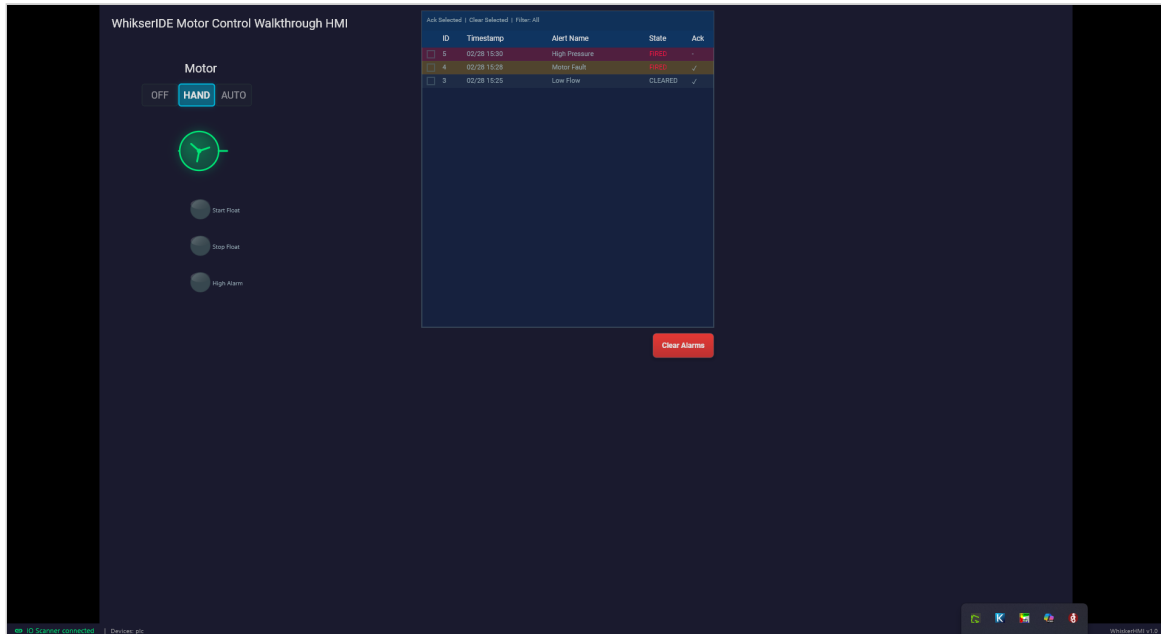 WhikserIDE Motor Control Walkthrough HMI
Motor
OFF HAND AUTO
Start Float
Stop Float
High Alarm
Ack Selected | Clear Selected | Filter: All
ID Timestamp Alert Name State Ack
5 02/28 15:30 High Pressure FIRED -
4 02/28 15:28 Motor Fault FIRED ✓
3 02/28 15:25 Low Flow CLEARED ✓
Clear Alarms
IO Scanner connected | Devices: plc
WhiskerHMI v1.0